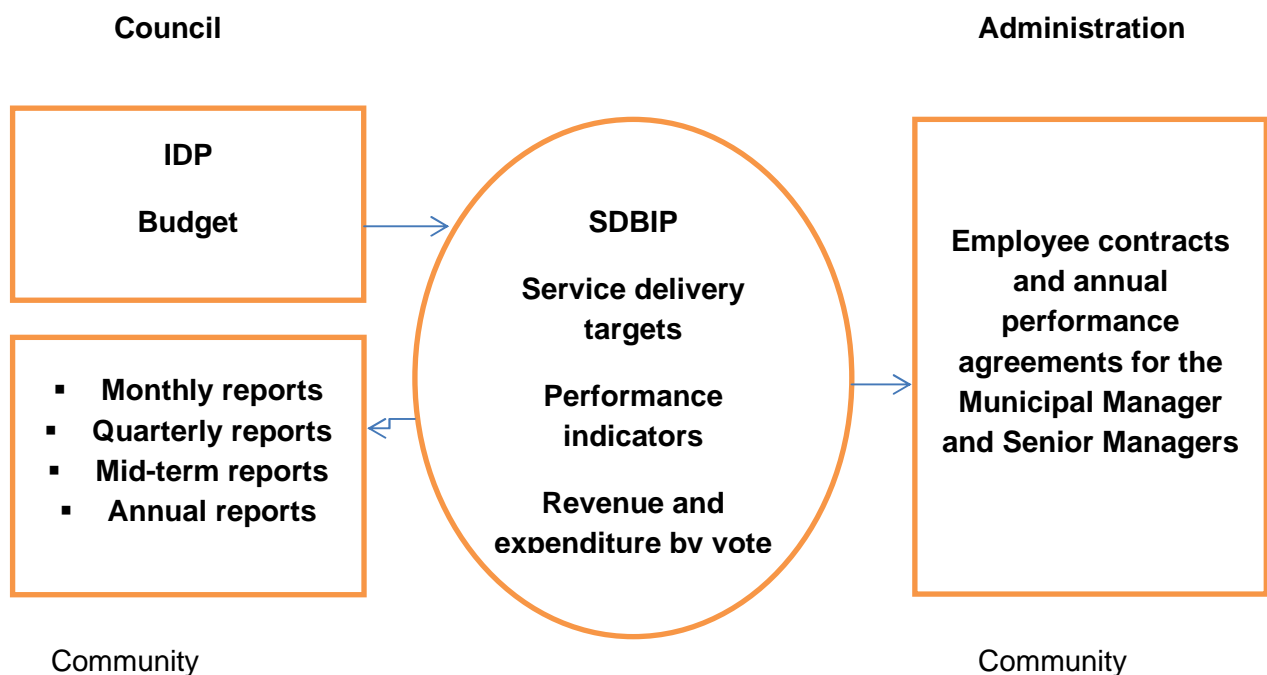 Council
Administration
IDP
Budget
▪ Monthly reports
▪ Quarterly reports
▪ Mid-term reports
▪ Annual reports
SDBIP
Service delivery
targets
Performance
indicators
Revenue and
expenditure by vote
Employee contracts
and annual
performance
agreements for the
Municipal Manager
and Senior Managers
Community
Community